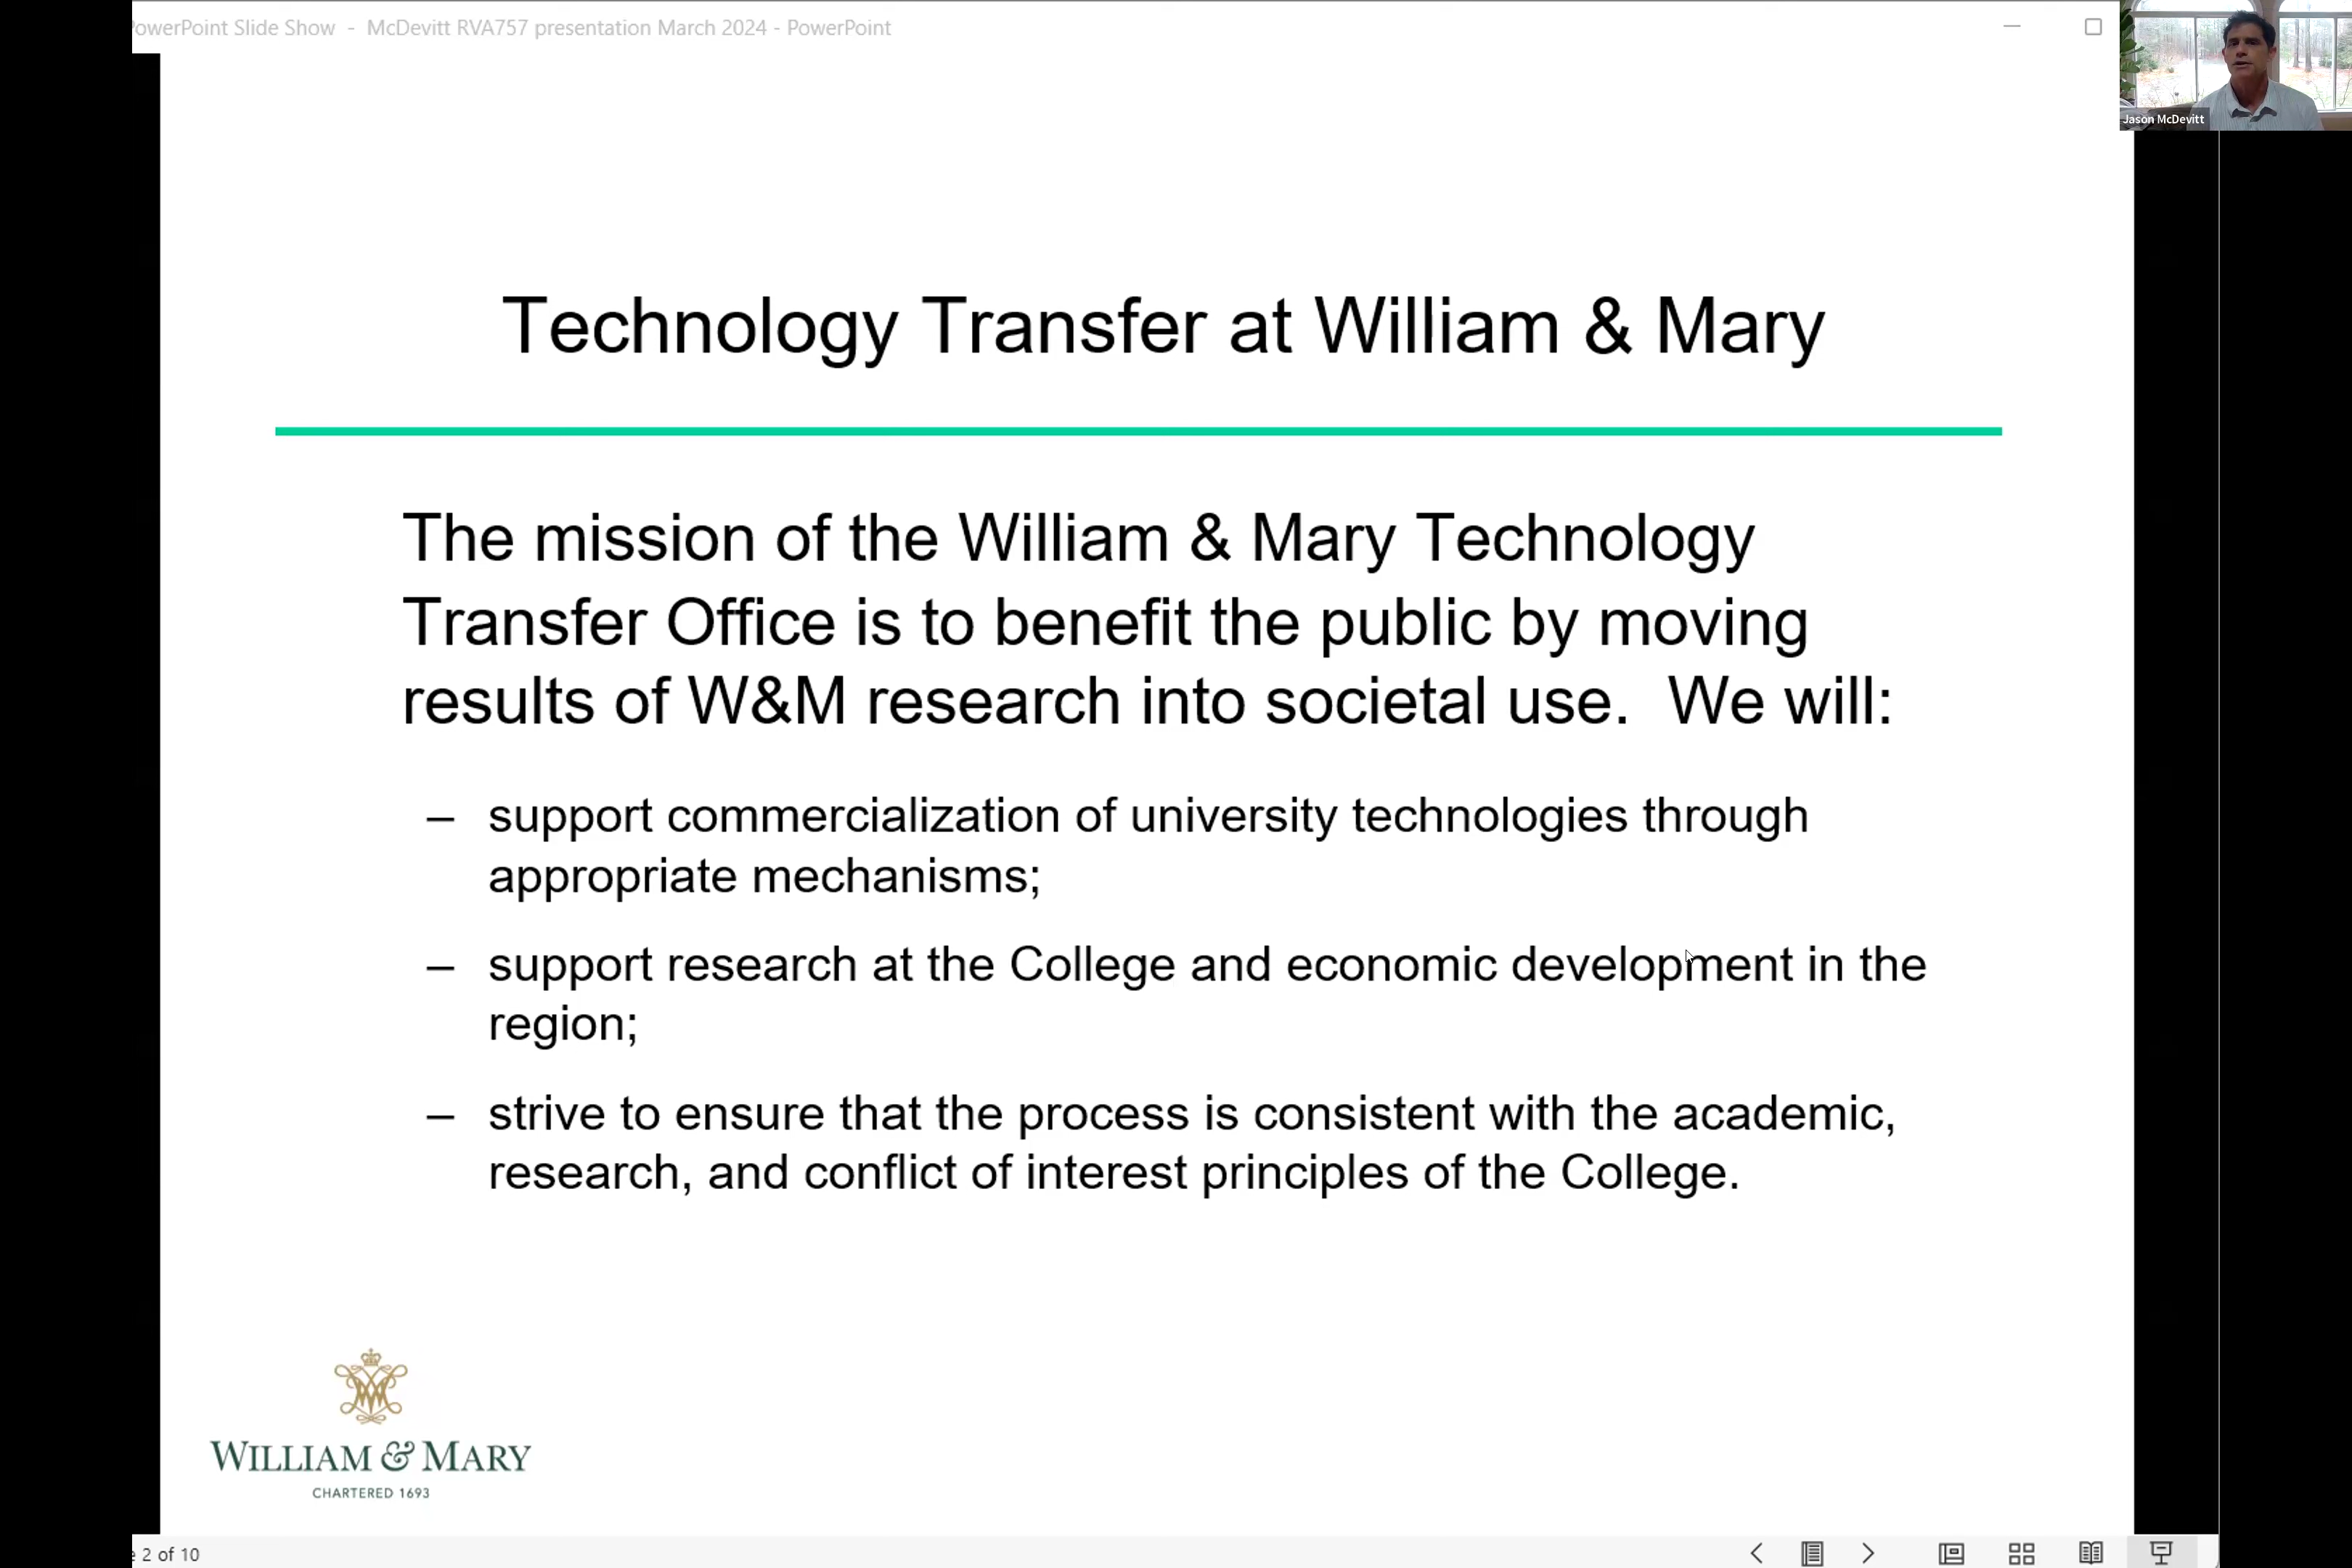 PowerPoint Slide Show - McDevitt RVA757 presentation March 2024 - PowerPoint
Jason McDevitt
Technology Transfer at William & Mary
The mission of the William & Mary Technology
Transfer Office is to benefit the public by moving
results of W&M research into societal use. We will:
– support commercialization of university technologies through
appropriate mechanisms;
– support research at the College and economic development in the
region;
– strive to ensure that the process is consistent with the academic,
research, and conflict of interest principles of the College.
WILLIAM & MARY
CHARTERED 1693
2 of 10